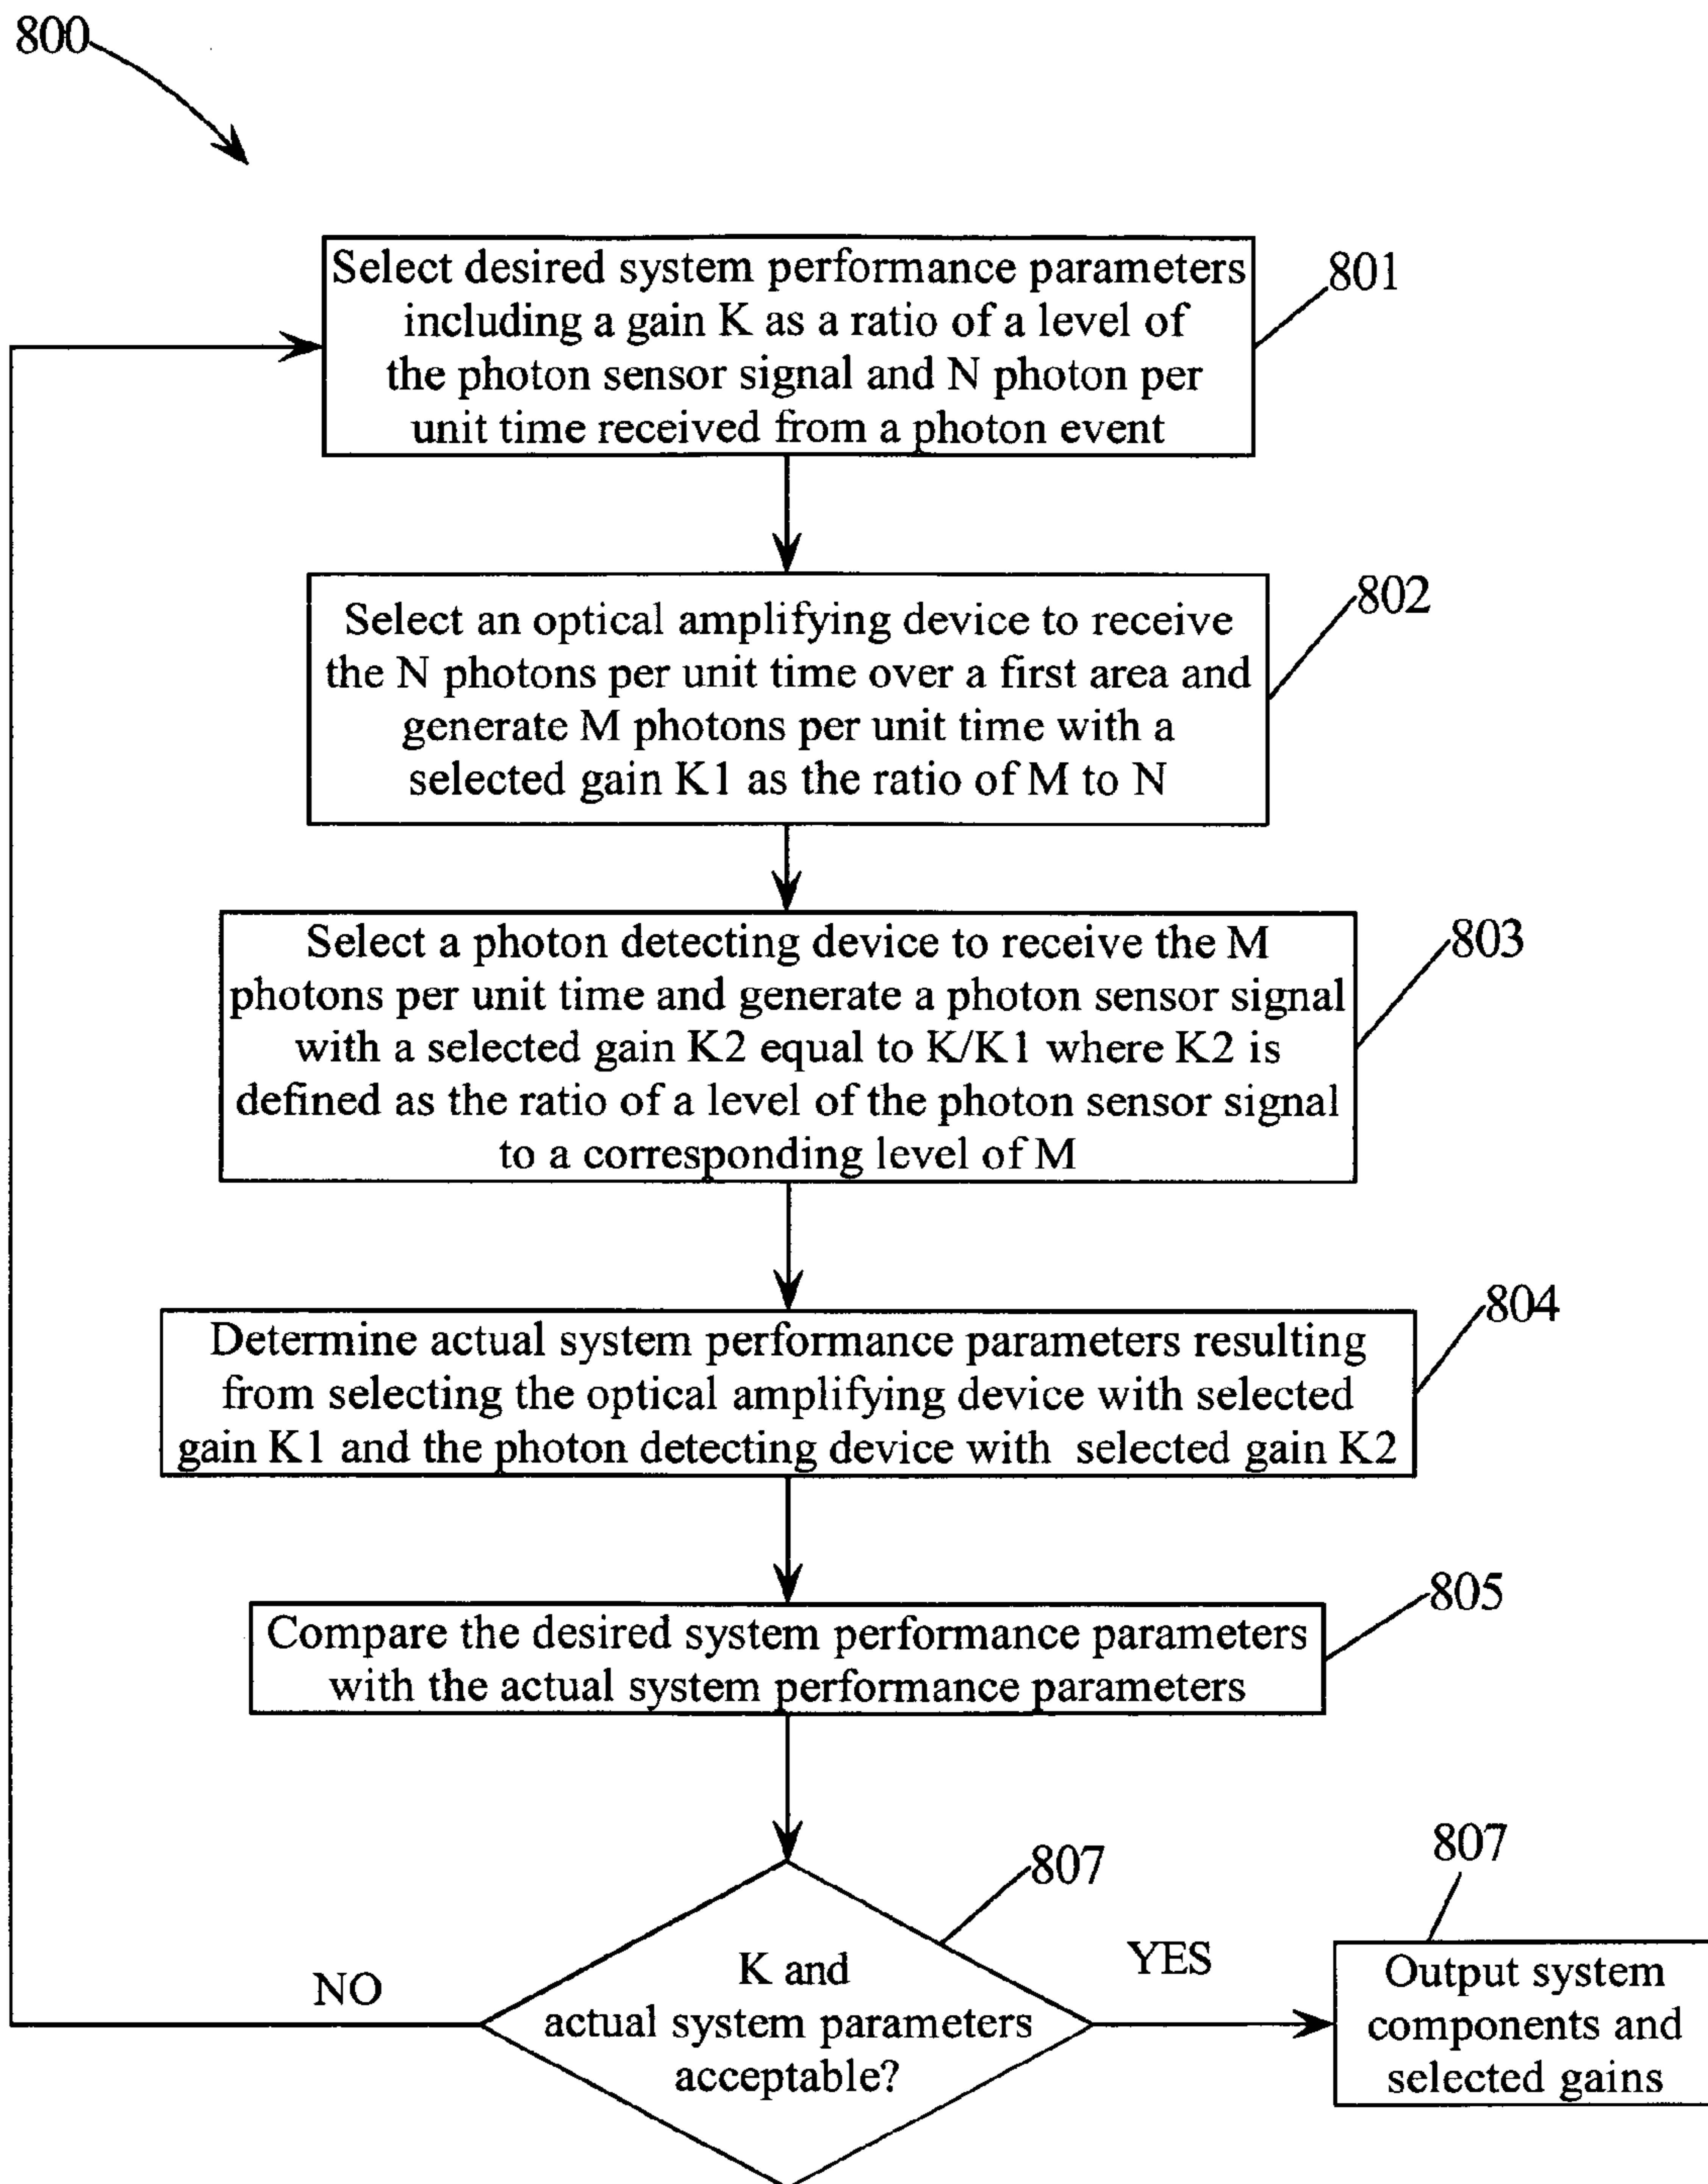 800
Select desired system performance parameters
including a gain K as a ratio of a level of
the photon sensor signal and N photon per
unit time received from a photon event
801
Select an optical amplifying device to receive
the N photons per unit time over a first area and
generate M photons per unit time with a
selected gain K1 as the ratio of M to N
802
Select a photon detecting device to receive the M
photons per unit time and generate a photon sensor signal
with a selected gain K2 equal to K/K1 where K2 is
defined as the ratio of a level of the photon sensor signal
to a corresponding level of M
803
Determine actual system performance parameters resulting
from selecting the optical amplifying device with selected
gain K1 and the photon detecting device with selected gain K2
804
Compare the desired system performance parameters
with the actual system performance parameters
805
K and
actual system parameters
acceptable?
807
NO
YES
807
Output system
components and
selected gains